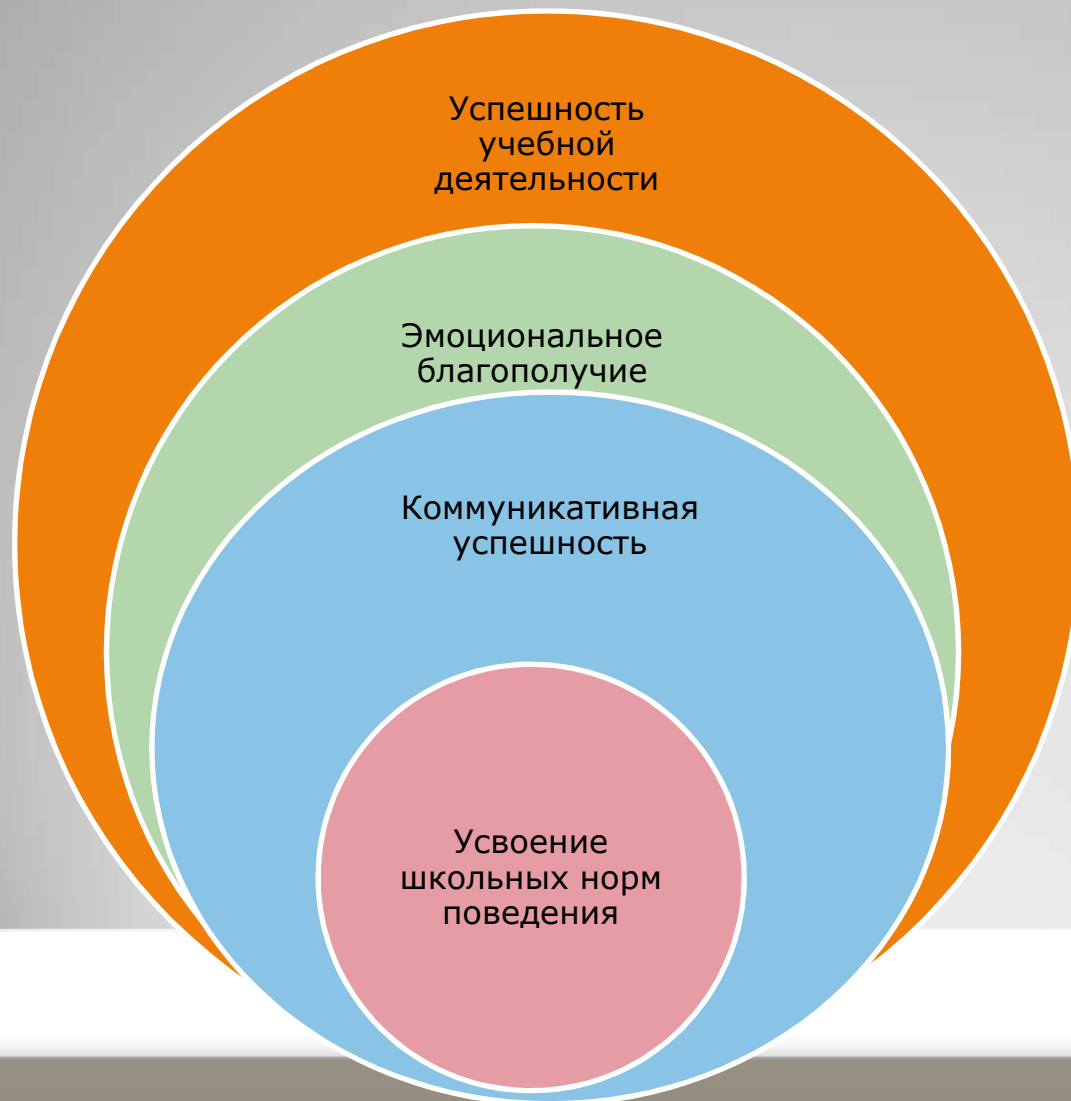 Успешность
учебной
деятельности
Эмоциональное
благополучие
Коммуникативная
успешность
Усвоение
школьных норм
поведения